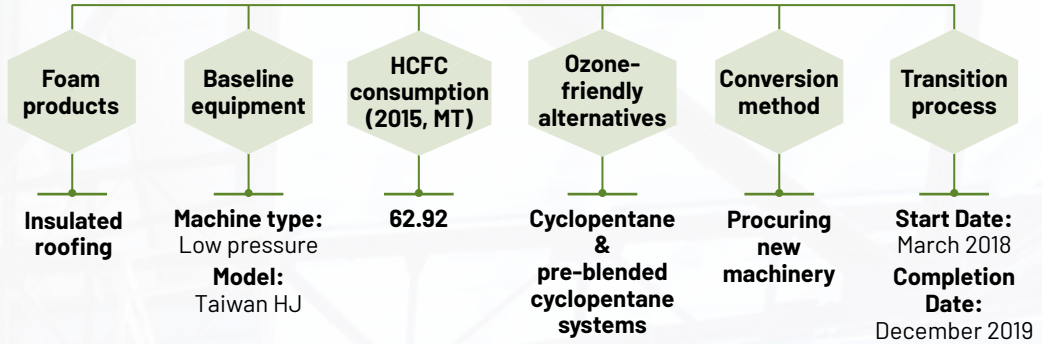 Foam
products
Baseline
equipment
HCFC
consumption
(2015, MT)
Ozone-
friendly
alternatives
Conversion
method
Transition
process
Insulated
roofing
Machine type:
Low pressure
Model:
Taiwan HJ
62.92
Cyclopentane
&
pre-blended
cyclopentane
systems
Procuring
new
machinery
Start Date:
March 2018
Completion
Date:
December 2019